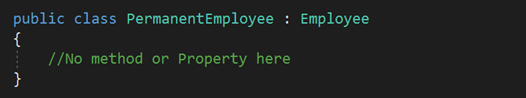 public class PermanentEmployee : Employee
{
//No method or Property here
}